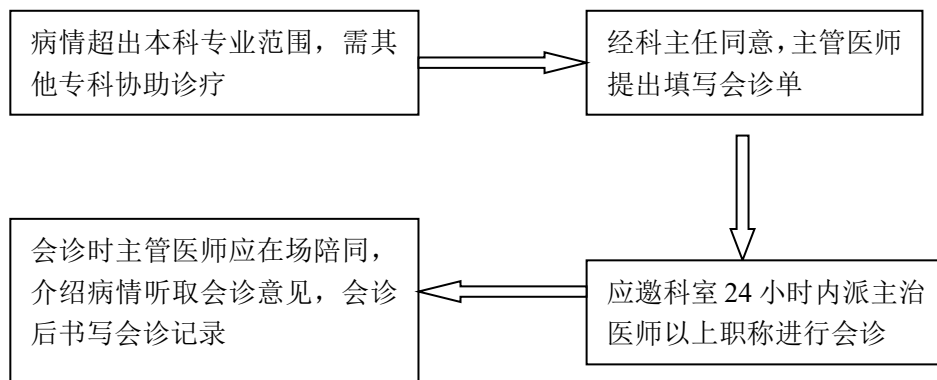 病情超出本科专业范围，需其
他专科协助诊疗
经科主任同意，主管医师
提出填写会诊单
应邀科室 24 小时内派主治
医师以上职称进行会诊
会诊时主管医师应在场陪同，
介绍病情听取会诊意见，会诊
后书写会诊记录